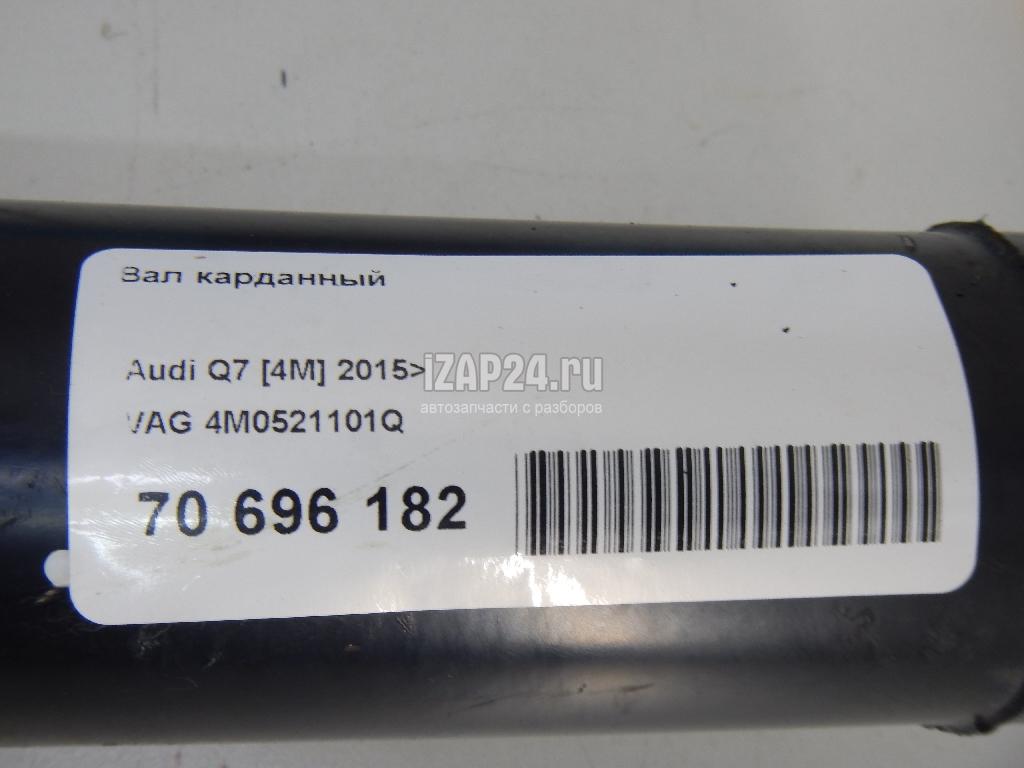 Вал карданный
Audi Q7 [4M] 2015>
iZAP24.ru
автозапчасти с разборов
VAG 4M0521101Q
70 696 182